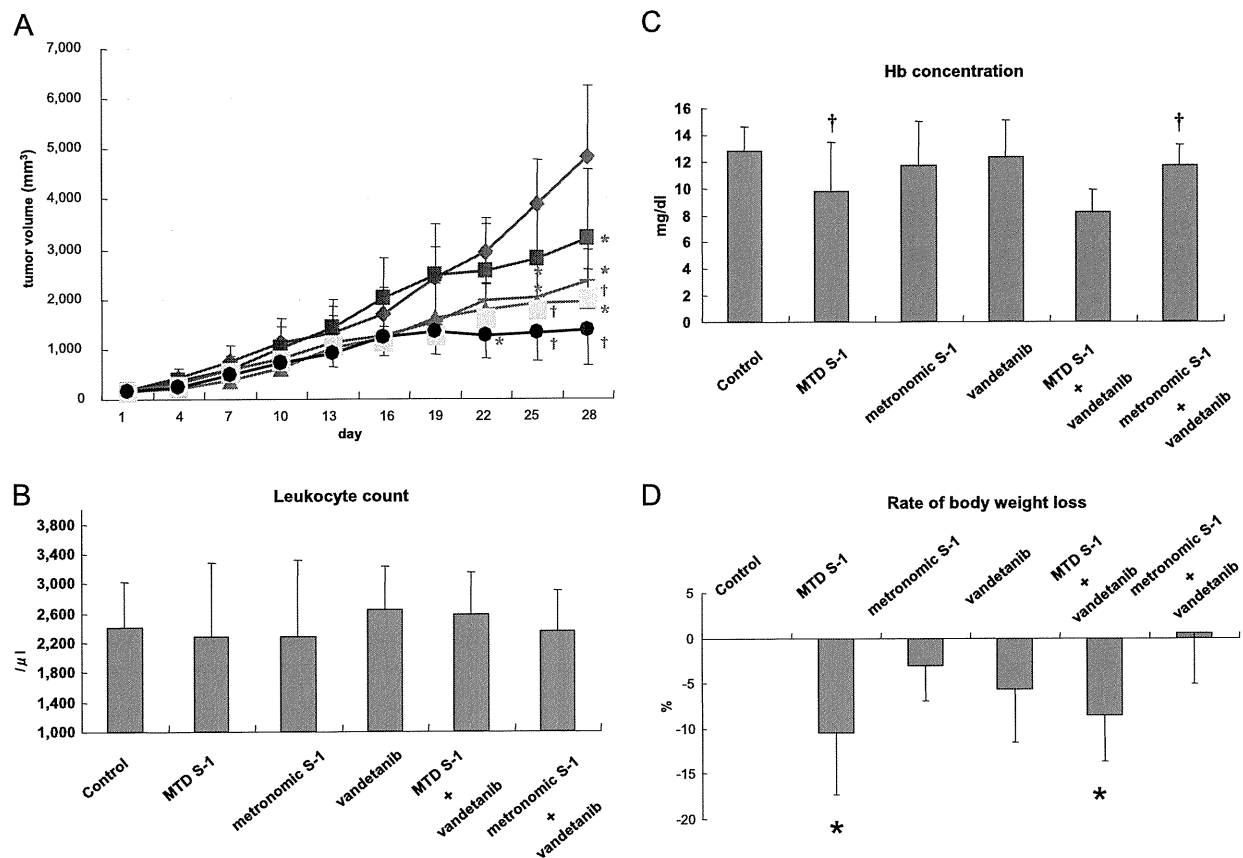 A
7,000
6,000
5,000
4,000
3,000
2,000
1,000
0
tumor volume (mm³)
* * † *
* * †
* † †
1 4 7 10 13 16 19 22 25 28
day
B
Leukocyte count
3,800
3,400
3,000
2,600
2,200
1,800
1,400
1,000
/μl
Control
MTD S-1
metronomic S-1
vandetanib
MTD S-1
+
vandetanib
metronomic S-1
+
vandetanib
C
Hb concentration
16
14
12
10
8
6
4
2
0
mg/dl
† †
Control
MTD S-1
metronomic S-1
vandetanib
MTD S-1
+
vandetanib
metronomic S-1
+
vandetanib
D
Rate of body weight loss
Control
MTD S-1
metronomic S-1
vandetanib
MTD S-1
+
vandetanib
metronomic S-1
+
vandetanib
5
0
-5
-10
-15
-20
%
* *